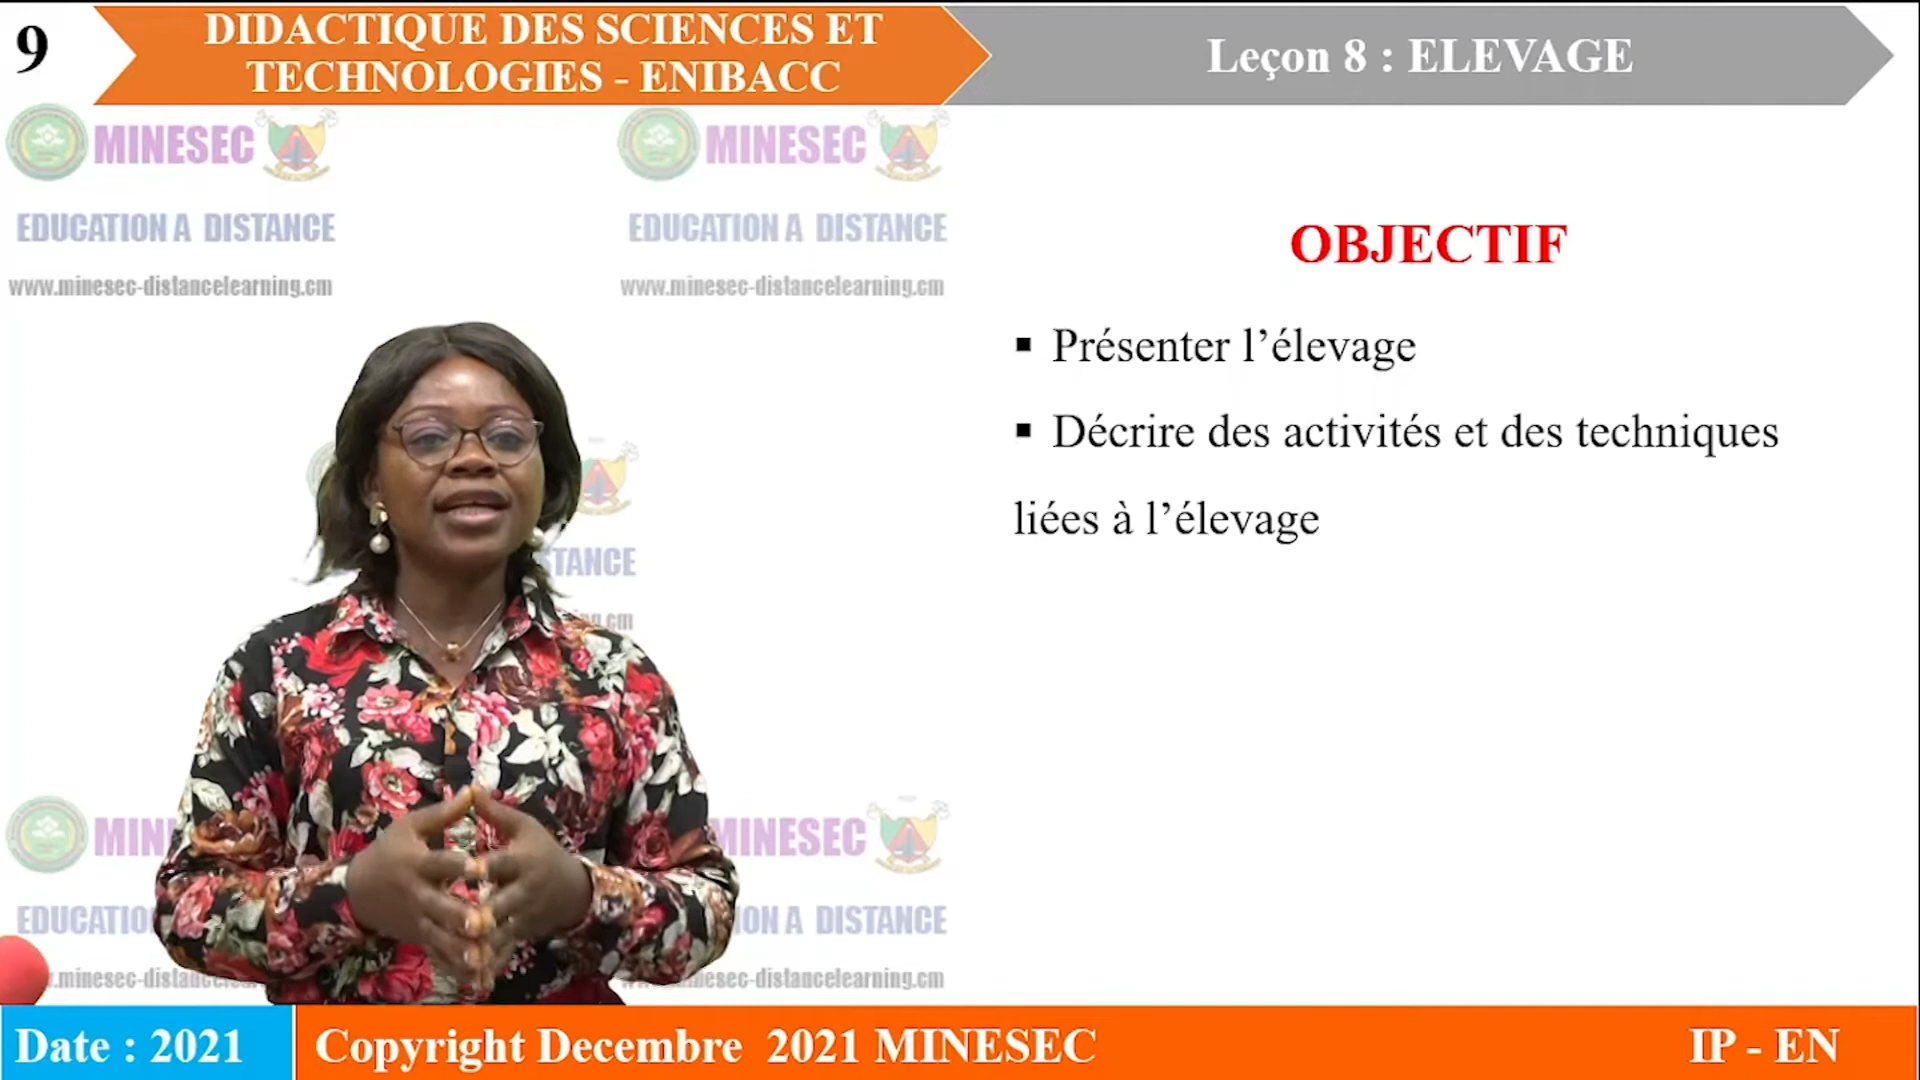 9
DIDACTIQUE DES SCIENCES ET
TECHNOLOGIES - ENIBACC
Leçon 8 : ELEVAGE
MINESEC
MINESEC
EDUCATION A DISTANCE
EDUCATION A DISTANCE
www.minesec-distancelearning.cm
www.minesec-distancelearning.cm
OBJECTIF
▪ Présenter l’élevage
▪ Décrire des activités et des techniques
liées à l’élevage
TANCE
MINESEC
DISTANCE
Date : 2021
Copyright Decembre 2021 MINESEC
IP - EN